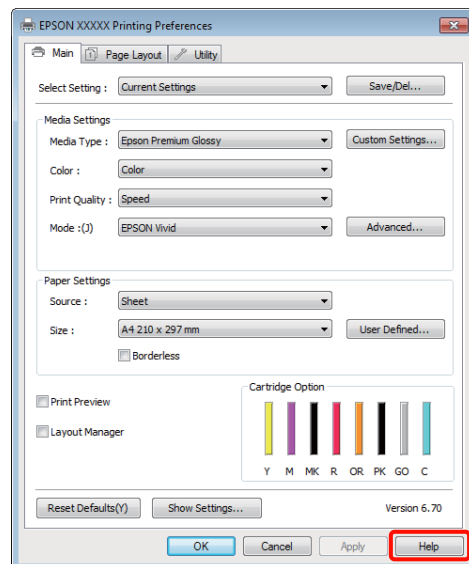 EPSON XXXXX Printing Preferences
Main Page Layout Utility
Select Setting : Current Settings Save/Del...
Media Settings
Media Type : Epson Premium Glossy Custom Settings...
Color : Color
Print Quality : Speed
Mode :(J) EPSON Vivid Advanced...
Paper Settings
Source : Sheet
Size : A4 210 x 297 mm User Defined...
Borderless
Cartridge Option
Print Preview
Layout Manager
Y M MK R OR PK GO C
Reset Defaults(Y) Show Settings... Version 6.70
OK Cancel Apply Help